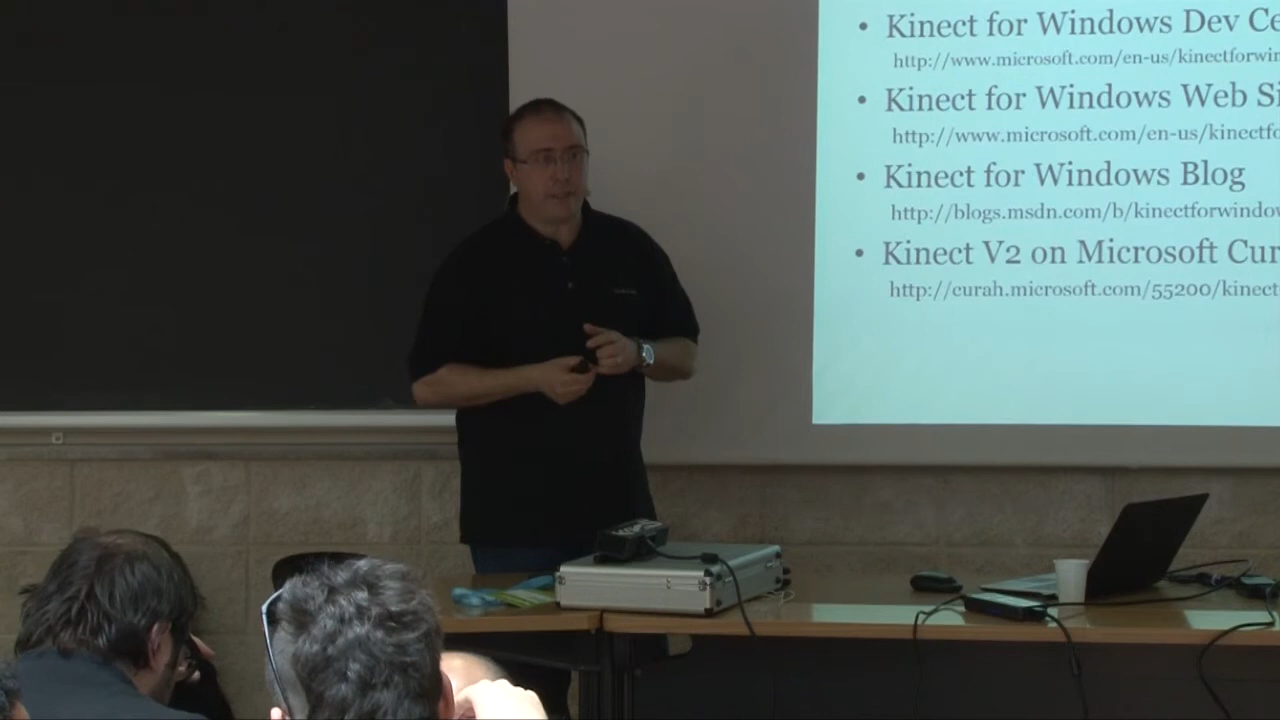 • Kinect for Windows Dev Ce
http://www.microsoft.com/en-us/kinectforwin
• Kinect for Windows Web Si
http://www.microsoft.com/en-us/kinectfo
• Kinect for Windows Blog
http://blogs.msdn.com/b/kinectforwindow
• Kinect V2 on Microsoft Cur
http://curah.microsoft.com/55200/kinect